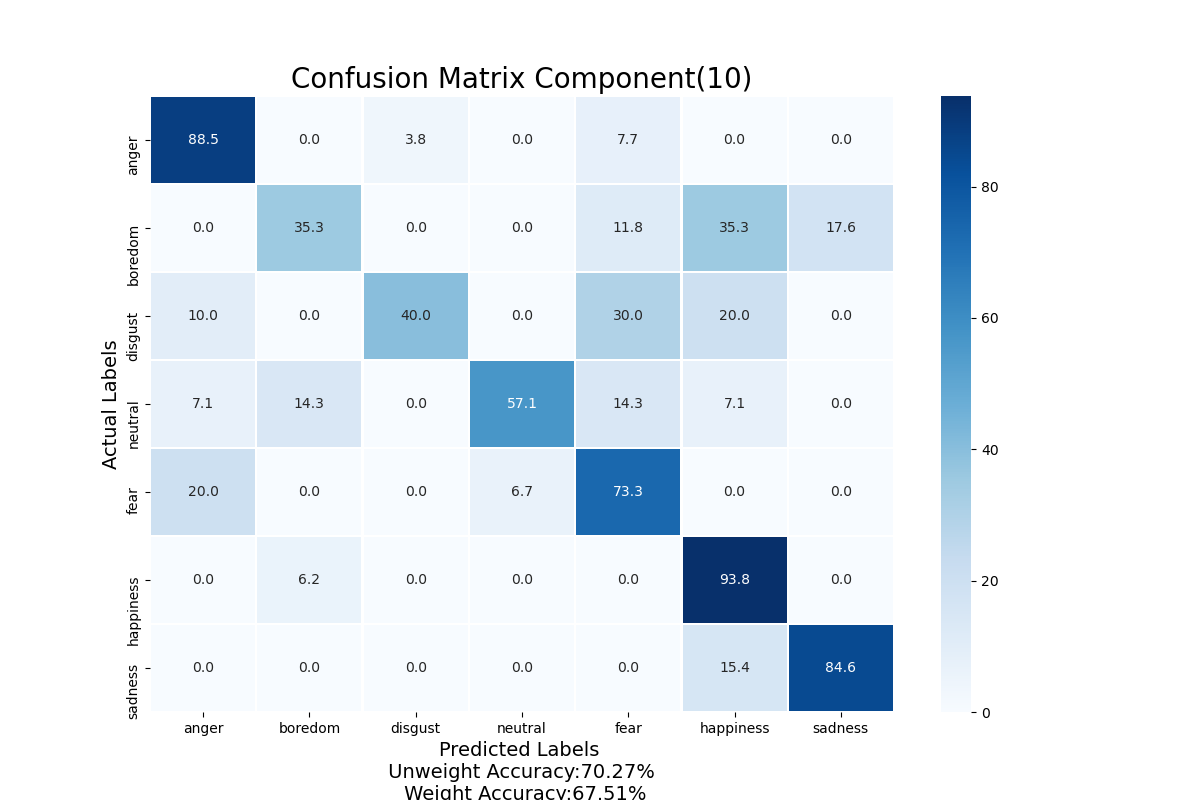 Confusion Matrix Component(10)
Actual Labels
anger 88.5 0.0 3.8 0.0 7.7 0.0 0.0
boredom 0.0 35.3 0.0 0.0 11.8 35.3 17.6
disgust 10.0 0.0 40.0 0.0 30.0 20.0 0.0
neutral 7.1 14.3 0.0 57.1 14.3 7.1 0.0
fear 20.0 0.0 0.0 6.7 73.3 0.0 0.0
happiness 0.0 6.2 0.0 0.0 0.0 93.8 0.0
sadness 0.0 0.0 0.0 0.0 0.0 15.4 84.6
anger boredom disgust neutral fear happiness sadness
Predicted Labels
Unweight Accuracy:70.27%
Weight Accuracy:67.51%
80
60
40
20
0